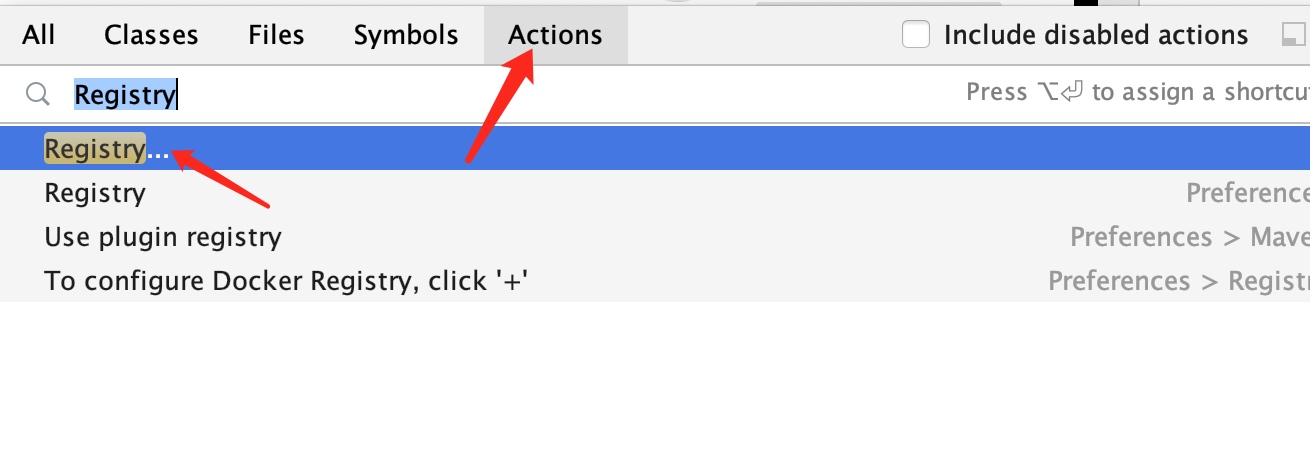 All Classes Files Symbols Actions Include disabled actions
Registry Press ⌥⏎ to assign a shortcu
Registry...
Registry Preference
Use plugin registry Preferences > Mave
To configure Docker Registry, click '+' Preferences > Registr